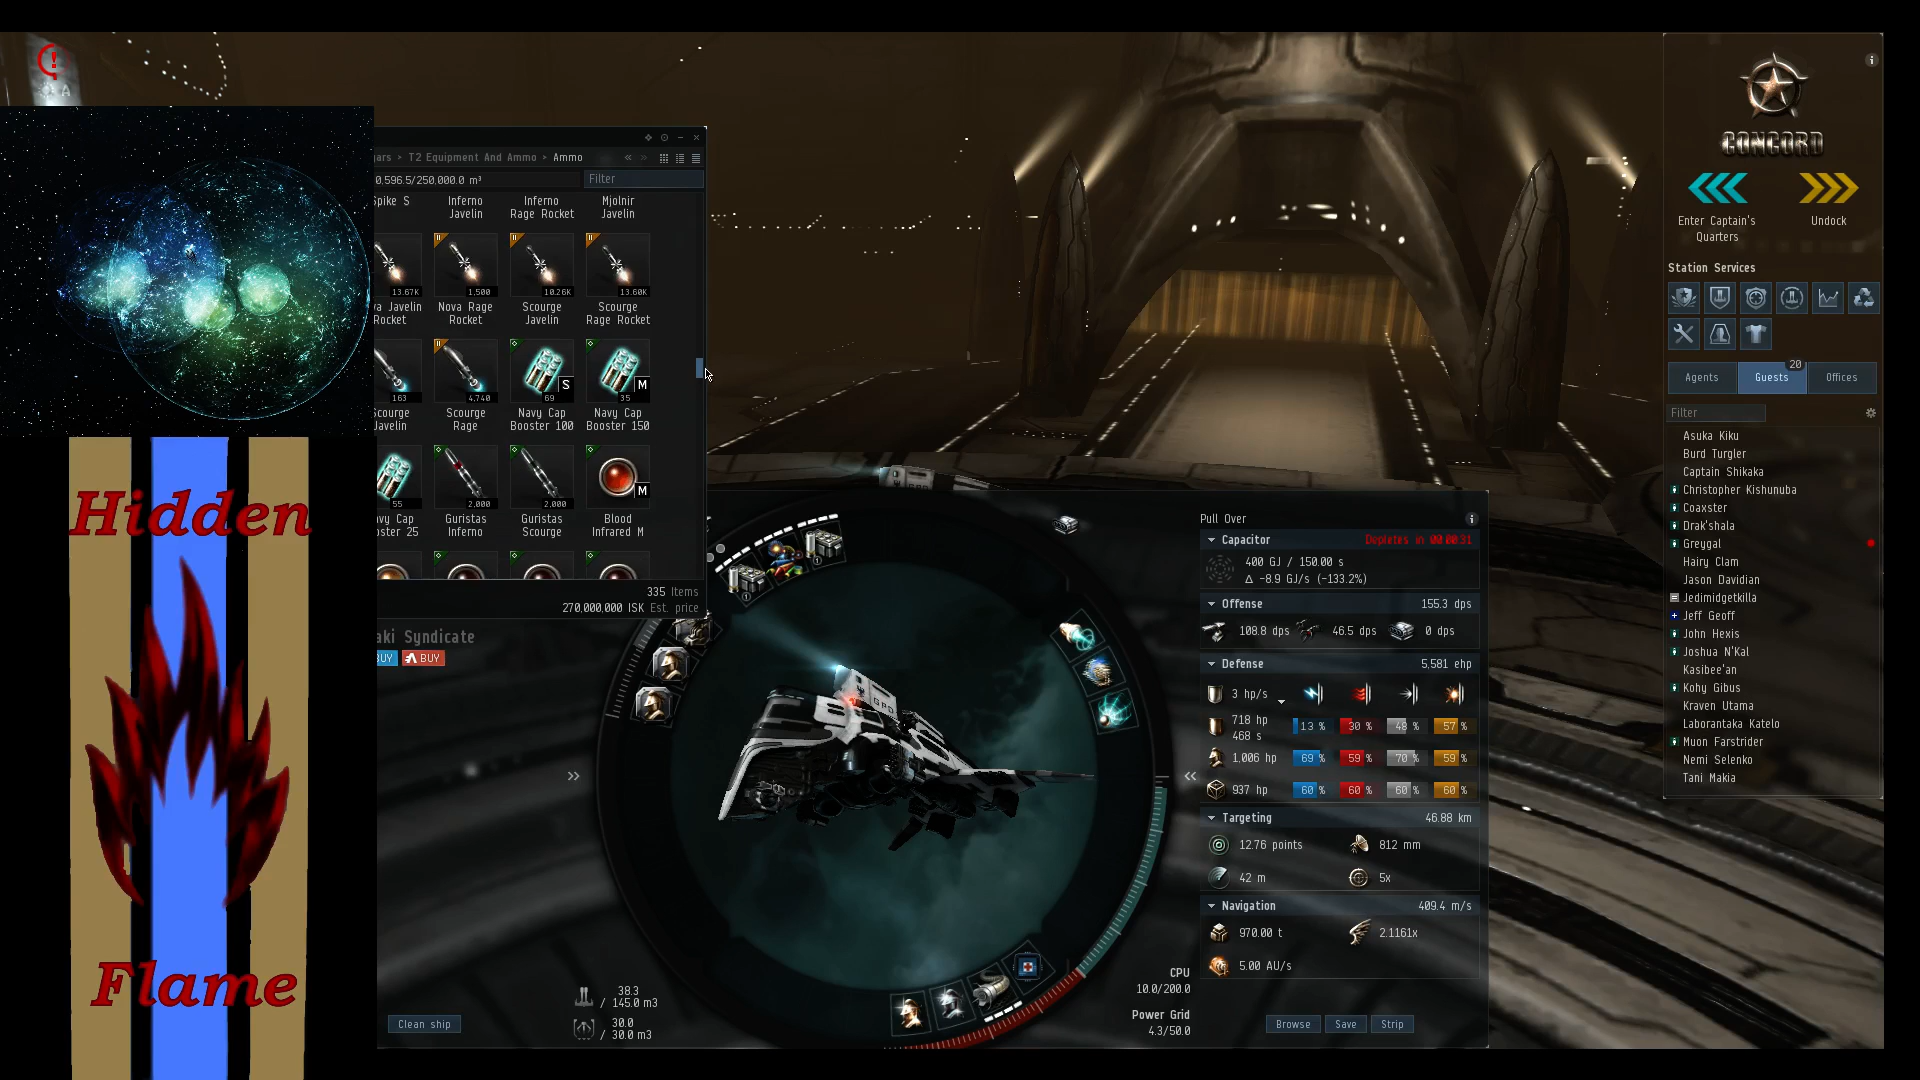 ars > T2 Equipment And Ammo > Ammo
0,596.5/250,000.0 m³
Filter
Spike S
Inferno Javelin
Inferno Rage Rocket
Mjolnir Javelin
13.67K
1,500
10.26K
13.60K
va Javelin Rocket
Nova Rage Rocket
Scourge Javelin
Scourge Rage Rocket
163
4,740
S
69
M
35
Scourge Javelin
Scourge Rage
Navy Cap Booster 100
Navy Cap Booster 150
55
2,000
2,000
M
vy Cap oster 25
Guristas Inferno
Guristas Scourge
Blood Infrared M
335 Items
270,000,000 ISK Est. price
aki Syndicate
BUY
BUY
Hidden
Flame
GPD
Clean ship
38.3 / 145.0 m3
30.0 / 30.0 m3
CPU
10.0/200.0
Power Grid
4.3/50.0
Pull Over
Capacitor
Depletes in 00:00:31
400 GJ / 150.00 s
Δ -8.9 GJ/s (-133.2%)
Offense
155.3 dps
108.8 dps
46.5 dps
0 dps
Defense
5,581 ehp
3 hp/s
718 hp
468 s
13 %
30 %
48 %
57 %
1,006 hp
69 %
59 %
70 %
59 %
937 hp
60 %
60 %
60 %
60 %
Targeting
46.88 km
12.76 points
812 mm
42 m
5x
Navigation
409.4 m/s
970.00 t
2.1161x
5.00 AU/s
Browse
Save
Strip
CONCORD
Enter Captain's Quarters
Undock
Station Services
Agents
Guests
20
Offices
Filter
Asuka Kiku
Burd Turgler
Captain Shikaka
Christopher Kishunuba
Coaxster
Drak'shala
Greygal
Hairy Clam
Jason Davidian
Jedimidgetkilla
Jeff Geoff
John Hexis
Joshua N'Kal
Kasibee'an
Kohy Gibus
Kraven Utama
Laborantaka Katelo
Muon Farstrider
Nemi Selenko
Tani Makia